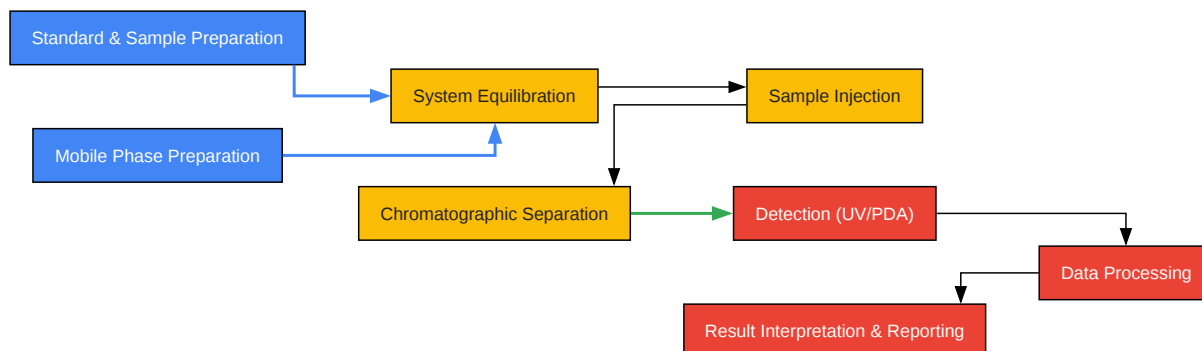 Standard & Sample Preparation
System Equilibration
Sample Injection
Mobile Phase Preparation
Chromatographic Separation
Detection (UV/PDA)
Data Processing
Result Interpretation & Reporting